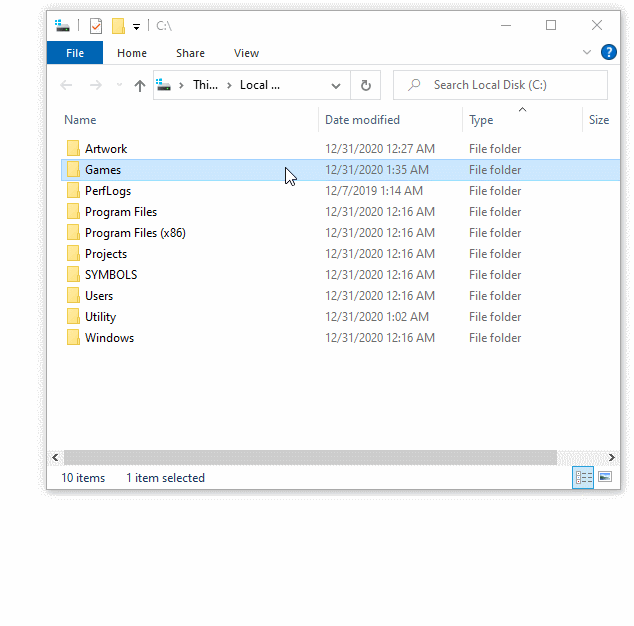 C:\
File Home Share View
Thi... Local ... Search Local Disk (C:)
Name Date modified Type Size
Artwork 12/31/2020 12:27 AM File folder
Games 12/31/2020 1:35 AM File folder
PerfLogs 12/7/2019 1:14 AM File folder
Program Files 12/31/2020 12:16 AM File folder
Program Files (x86) 12/31/2020 12:16 AM File folder
Projects 12/31/2020 12:16 AM File folder
SYMBOLS 12/31/2020 12:16 AM File folder
Users 12/31/2020 12:16 AM File folder
Utility 12/31/2020 1:02 AM File folder
Windows 12/31/2020 12:16 AM File folder
10 items 1 item selected